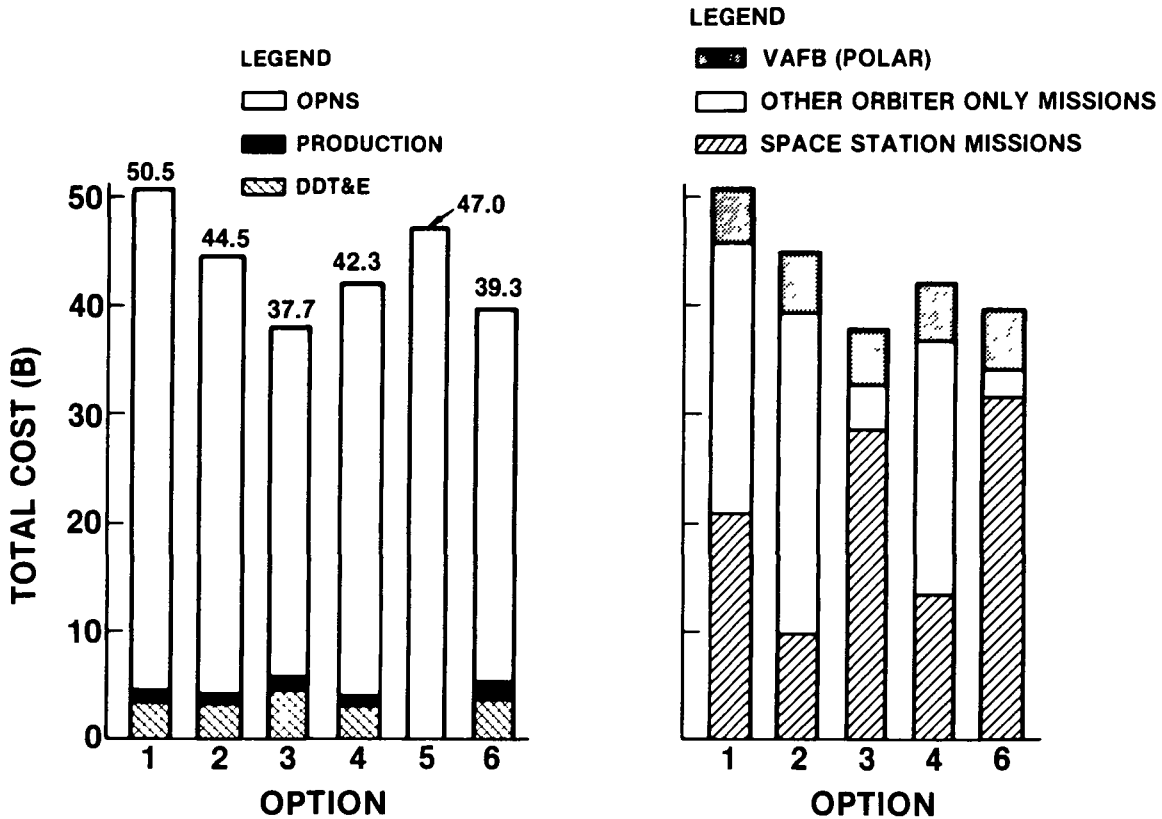 LEGEND
OPNS
PRODUCTION
DDT&E
50.5
44.5
37.7
42.3
47.0
39.3
50
40
30
20
10
0
TOTAL COST (B)
1 2 3 4 5 6
OPTION
LEGEND
VAFB (POLAR)
OTHER ORBITER ONLY MISSIONS
SPACE STATION MISSIONS
1 2 3 4 6
OPTION